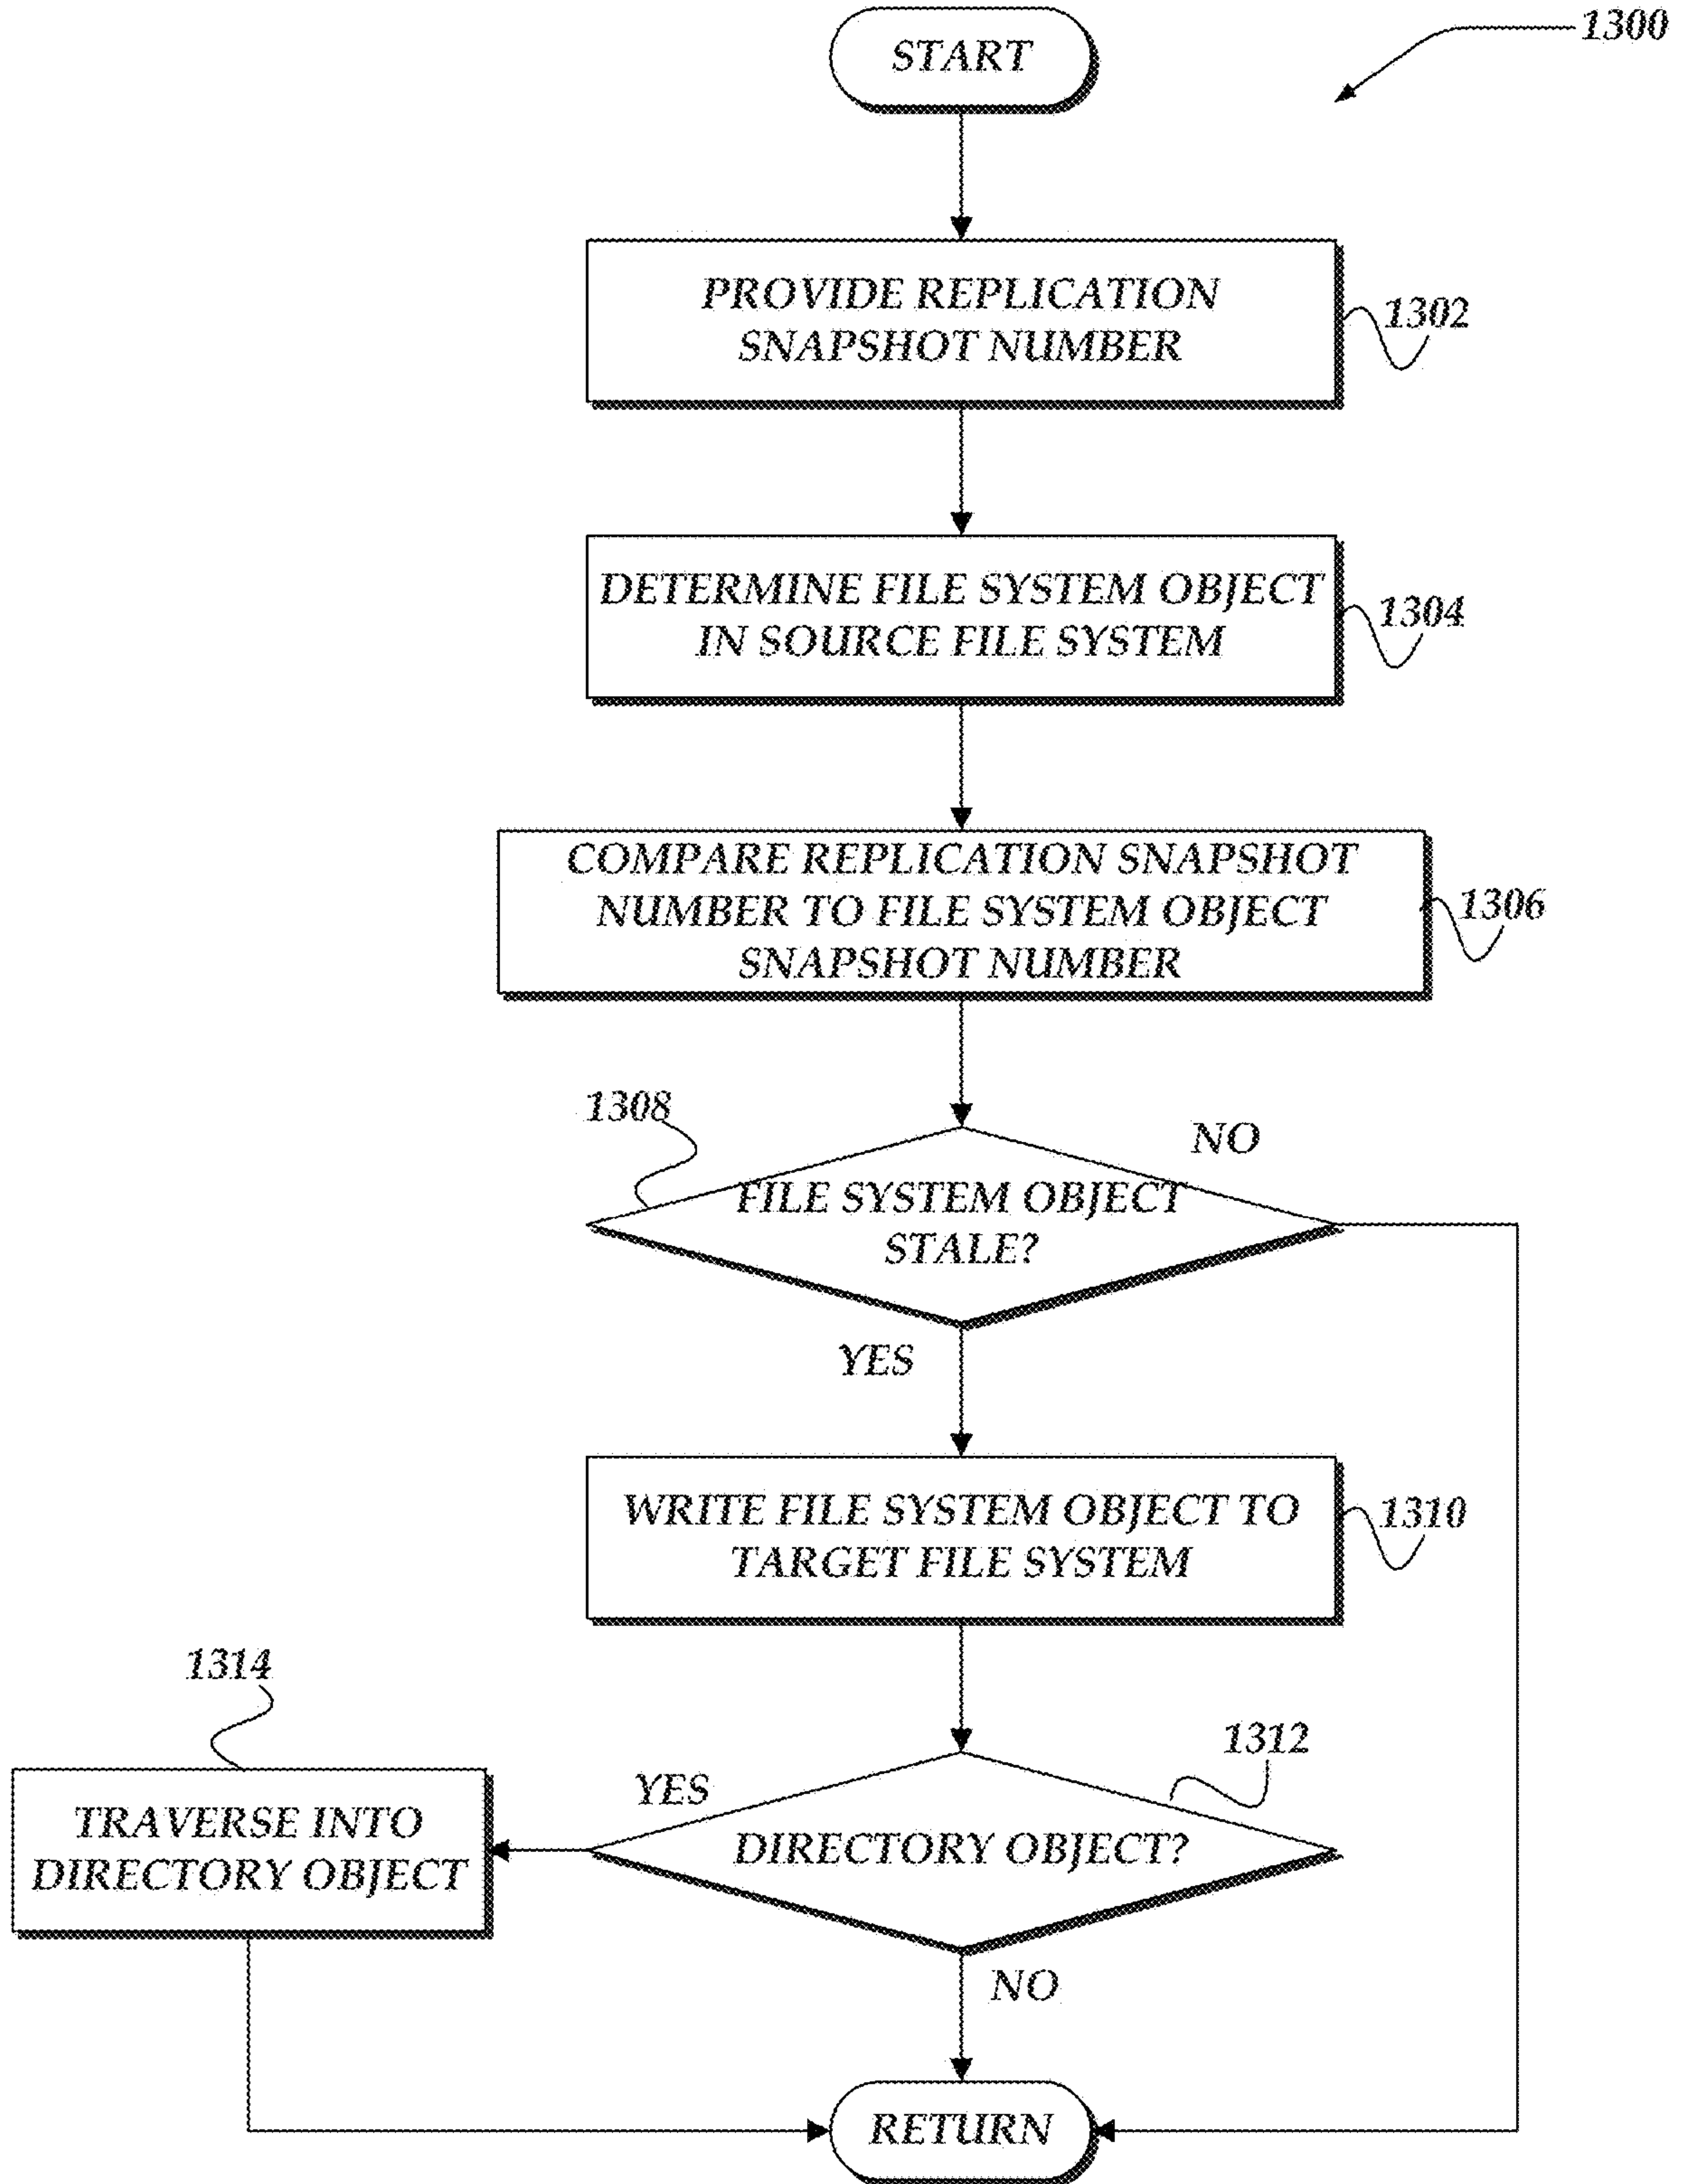 1300
START
PROVIDE REPLICATION
SNAPSHOT NUMBER
1302
DETERMINE FILE SYSTEM OBJECT
IN SOURCE FILE SYSTEM
1304
COMPARE REPLICATION SNAPSHOT
NUMBER TO FILE SYSTEM OBJECT
SNAPSHOT NUMBER
1306
1308
NO
FILE SYSTEM OBJECT
STALE?
YES
WRITE FILE SYSTEM OBJECT TO
TARGET FILE SYSTEM
1310
1314
1312
YES
TRAVERSE INTO
DIRECTORY OBJECT
DIRECTORY OBJECT?
NO
RETURN